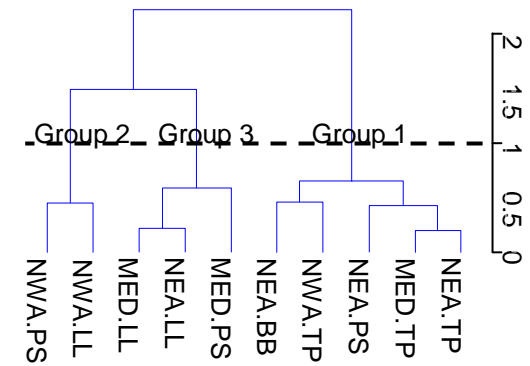 Group 2 Group 3 Group 1
2
1.5
1
0.5
0
NWA.PS
NWA.LL
MED.LL
NEA.LL
MED.PS
NEA.BB
NWA.TP
NEA.PS
MED.TP
NEA.TP